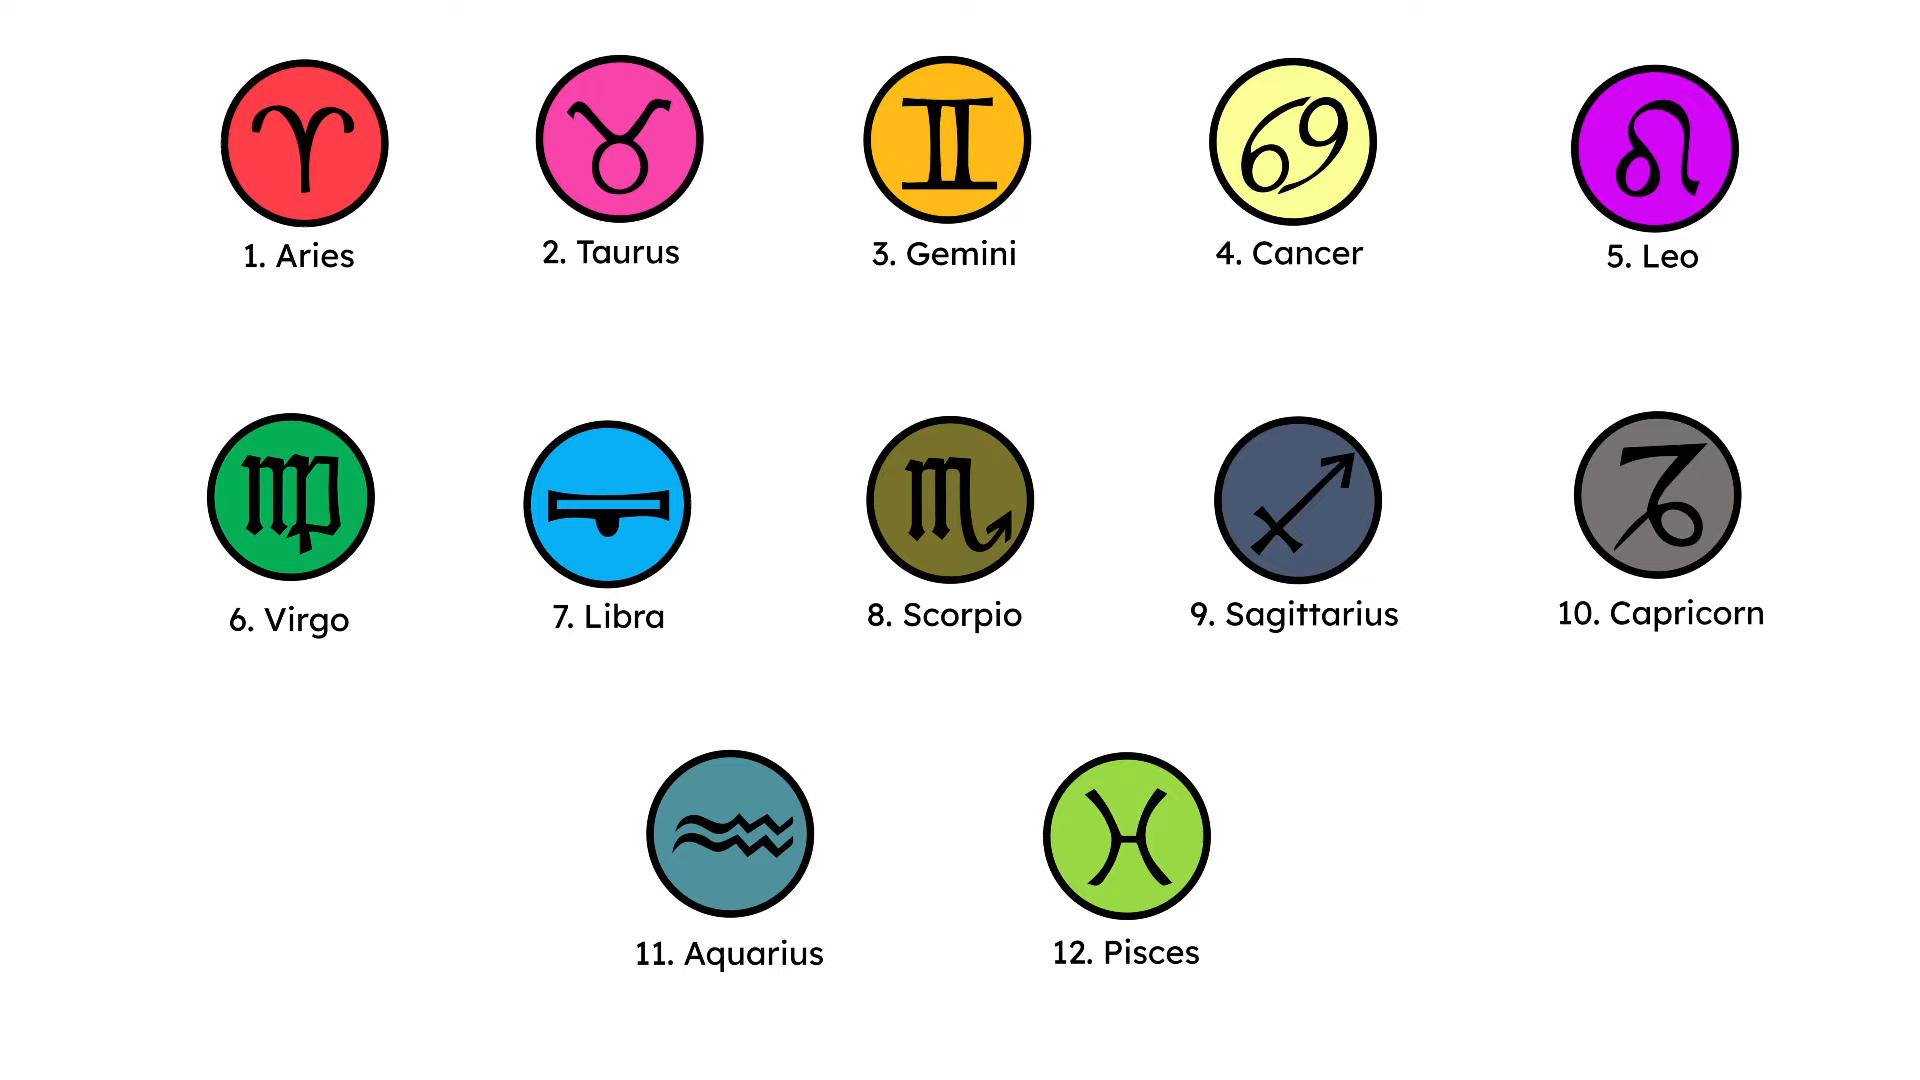 1. Aries
2. Taurus
3. Gemini
4. Cancer
5. Leo
6. Virgo
7. Libra
8. Scorpio
9. Sagittarius
10. Capricorn
11. Aquarius
12. Pisces